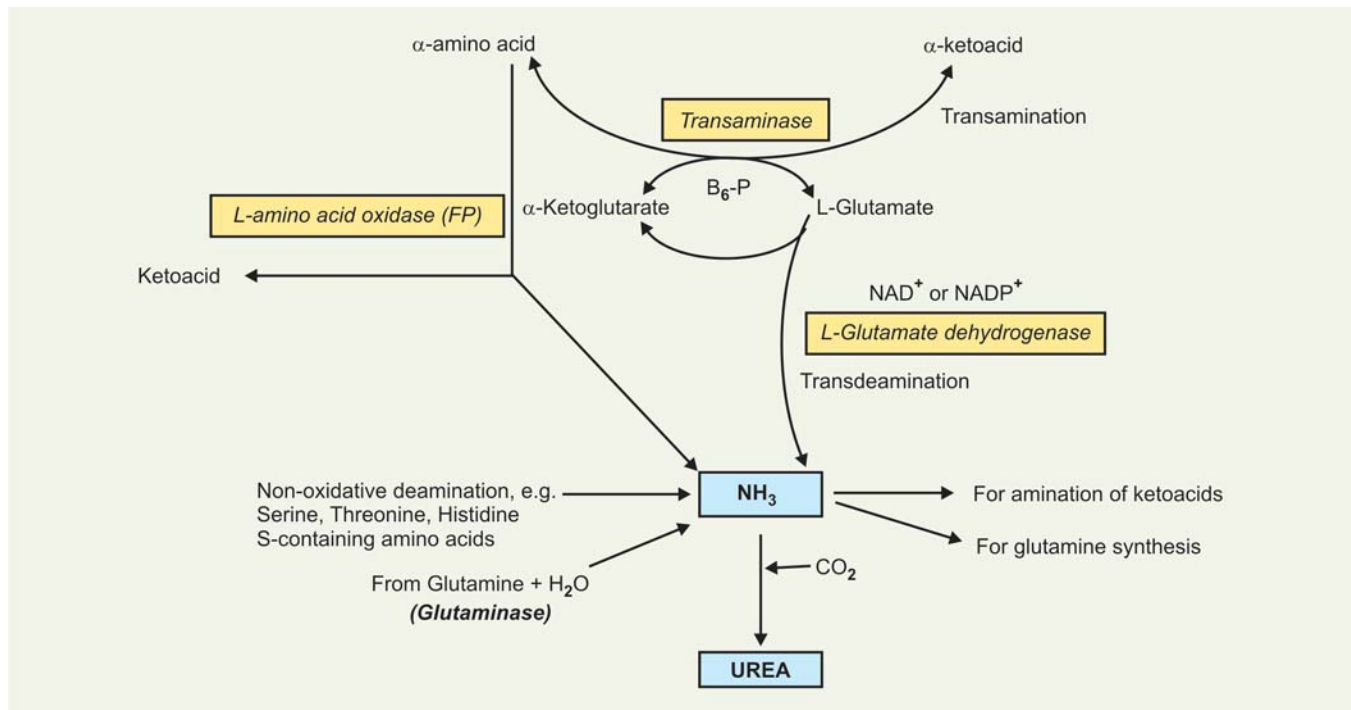 α-amino acid
α-ketoacid
Transaminase
Transamination
B₆-P
L-amino acid oxidase (FP)
α-Ketoglutarate
L-Glutamate
Ketoacid
NAD⁺ or NADP⁺
L-Glutamate dehydrogenase
Transdeamination
Non-oxidative deamination, e.g.
Serine, Threonine, Histidine
S-containing amino acids
NH₃
For amination of ketoacids
For glutamine synthesis
From Glutamine + H₂O
(Glutaminase)
CO₂
UREA